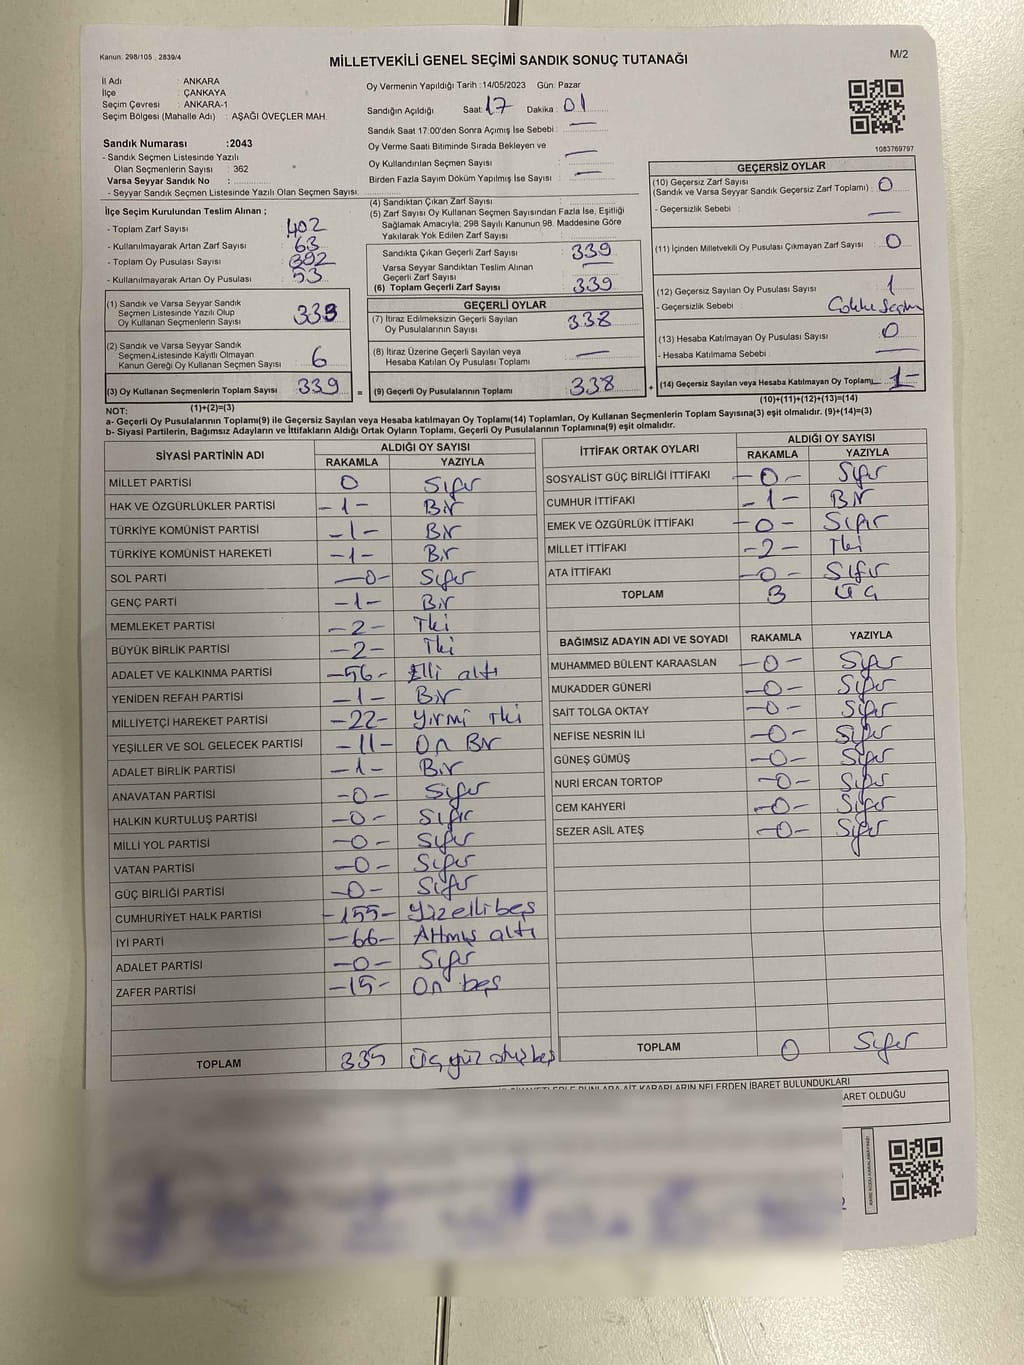 Kanun: 298/105 , 2839/4
MİLLETVEKİLİ GENEL SEÇİMİ SANDIK SONUÇ TUTANAĞI
M/2
İl Adı : ANKARA
İlçe : ÇANKAYA
Seçim Çevresi : ANKARA-1
Seçim Bölgesi (Mahalle Adı) : AŞAĞI ÖVEÇLER MAH.
Sandık Numarası :2043
- Sandık Seçmen Listesinde Yazılı
Olan Seçmenlerin Sayısı : 362
Varsa Seyyar Sandık No :
- Seyyar Sandık Seçmen Listesinde Yazılı Olan Seçmen Sayısı:
Oy Vermenin Yapıldığı Tarih :14/05/2023 Gün: Pazar
Sandığın Açıldığı Saat: 17 Dakika: 01
Sandık Saat 17:00'den Sonra Açımış İse Sebebi : —
Oy Verme Saati Bitiminde Sırada Bekleyen ve
Oy Kullandırılan Seçmen Sayısı —
Birden Fazla Sayım Döküm Yapılmış İse Sayısı : —
1083769797
İlçe Seçim Kurulundan Teslim Alınan ;
- Toplam Zarf Sayısı 402
- Kullanılmayarak Artan Zarf Sayısı 63
- Toplam Oy Pusulası Sayısı 392
- Kullanılmayarak Artan Oy Pusulası 53
(1) Sandık ve Varsa Seyyar Sandık
Seçmen Listesinde Yazılı Olup
Oy Kullanan Seçmenlerin Sayısı
(2) Sandık ve Varsa Seyyar Sandık
Seçmen Listesinde Kayıtlı Olmayan
Kanun Gereği Oy Kullanan Seçmen Sayısı 6
(3) Oy Kullanan Seçmenlerin Toplam Sayısı 339
(1)+(2)=(3)
(4) Sandıktan Çıkan Zarf Sayısı
(5) Zarf Sayısı Oy Kullanan Seçmen Sayısından Fazla İse, Eşitliği
Sağlamak Amacıyla; 298 Sayılı Kanunun 98. Maddesine Göre
Yakılarak Yok Edilen Zarf Sayısı
Sandıkta Çıkan Geçerli Zarf Sayısı 339
Varsa Seyyar Sandıktan Teslim Alınan
Geçerli Zarf Sayısı —
(6) Toplam Geçerli Zarf Sayısı 339
GEÇERLİ OYLAR
(7) İtiraz Edilmeksizin Geçerli Sayılan
Oy Pusulalarının Sayısı 338
(8) İtiraz Üzerine Geçerli Sayılan veya
Hesaba Katılan Oy Pusulası Toplamı —
= (9) Geçerli Oy Pusulalarının Toplamı 338
GEÇERSİZ OYLAR
(10) Geçersiz Zarf Sayısı 0
(Sandık ve Varsa Seyyar Sandık Geçersiz Zarf Toplamı)
- Geçersizlik Sebebi : —
(11) İçinden Milletvekili Oy Pusulası Çıkmayan Zarf Sayısı 0
(12) Geçersiz Sayılan Oy Pusulası Sayısı 1
- Geçersizlik Sebebi
(13) Hesaba Katılmayan Oy Pusulası Sayısı 0
- Hesaba Katılmama Sebebi —
+ (14) Geçersiz Sayılan veya Hesaba Katılmayan Oy Toplamı 1-
(10)+(11)+(12)+(13)=(14)
NOT:
a- Geçerli Oy Pusulalarının Toplamı(9) ile Geçersiz Sayılan veya Hesaba katılmayan Oy Toplamı(14) Toplamları, Oy Kullanan Seçmenlerin Toplam Sayısına(3) eşit olmalıdır. (9)+(14)=(3)
b- Siyasi Partilerin, Bağımsız Adayların ve İttifakların Aldığı Ortak Oyların Toplamı, Geçerli Oy Pusulalarının Toplamına(9) eşit olmalıdır.
SİYASİ PARTİNİN ADI ALDIĞI OY SAYISI
RAKAMLA YAZIYLA
MİLLET PARTİSİ 0 Sıfır
HAK VE ÖZGÜRLÜKLER PARTİSİ -1- Bir
TÜRKİYE KOMÜNİST PARTİSİ -1- Bir
TÜRKİYE KOMÜNİST HAREKETİ -1- Bir
SOL PARTİ -0- Sıfır
GENÇ PARTİ -1- Bir
MEMLEKET PARTİSİ -2- İki
BÜYÜK BİRLİK PARTİSİ -2- İki
ADALET VE KALKINMA PARTİSİ -56- Elli altı
YENİDEN REFAH PARTİSİ -1- Bir
MİLLİYETÇİ HAREKET PARTİSİ -22- Yirmi iki
YEŞİLLER VE SOL GELECEK PARTİSİ -11- On Bir
ADALET BİRLİK PARTİSİ -1- Bir
ANAVATAN PARTİSİ -0- Sıfır
HALKIN KURTULUŞ PARTİSİ -0- Sıfır
MİLLİ YOL PARTİSİ -0- Sıfır
VATAN PARTİSİ -0- Sıfır
GÜÇ BİRLİĞİ PARTİSİ -0- Sıfır
CUMHURİYET HALK PARTİSİ -155- Yüzellibeş
İYİ PARTİ -66- Altmış altı
ADALET PARTİSİ -0- Sıfır
ZAFER PARTİSİ -15- On beş
TOPLAM 335 Üçyüz otuzbeş
İTTİFAK ORTAK OYLARI ALDIĞI OY SAYISI
RAKAMLA YAZIYLA
SOSYALİST GÜÇ BİRLİĞİ İTTİFAKI -0- Sıfır
CUMHUR İTTİFAKI -1- Bir
EMEK VE ÖZGÜRLÜK İTTİFAKI -0- Sıfır
MİLLET İTTİFAKI -2- İki
ATA İTTİFAKI -0- Sıfır
TOPLAM 3 Üç
BAĞIMSIZ ADAYIN ADI VE SOYADI RAKAMLA YAZIYLA
MUHAMMED BÜLENT KARAASLAN -0- Sıfır
MUKADDER GÜNERİ -0- Sıfır
SAİT TOLGA OKTAY -0- Sıfır
NEFİSE NESRİN İLİ -0- Sıfır
GÜNEŞ GÜMÜŞ -0- Sıfır
NURİ ERCAN TORTOP -0- Sıfır
CEM KAHYERİ -0- Sıfır
SEZER ASİL ATEŞ -0- Sıfır
TOPLAM 0 Sıfır
KARARLARIN NELERDEN İBARET BULUNDUKLARI
ARET OLDUĞU